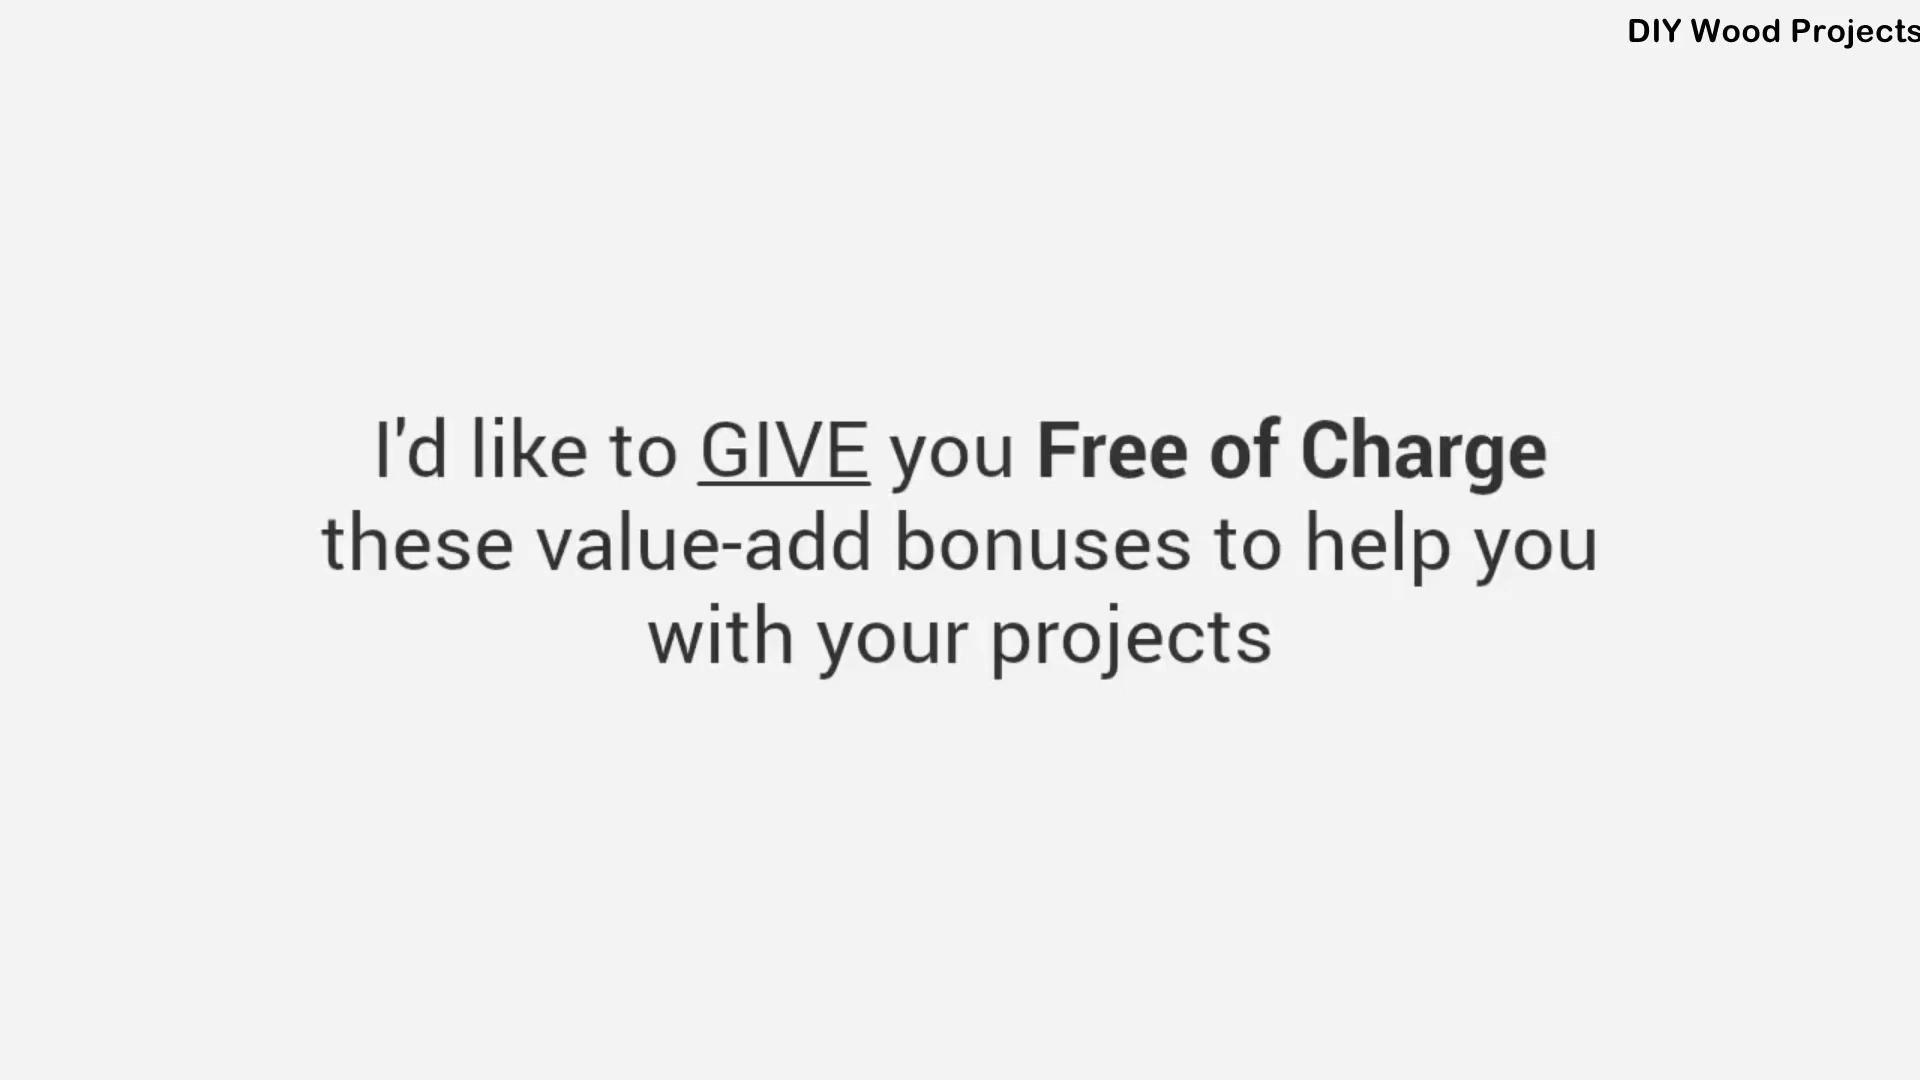 DIY Wood Projects
I'd like to GIVE you Free of Charge
these value-add bonuses to help you
with your projects